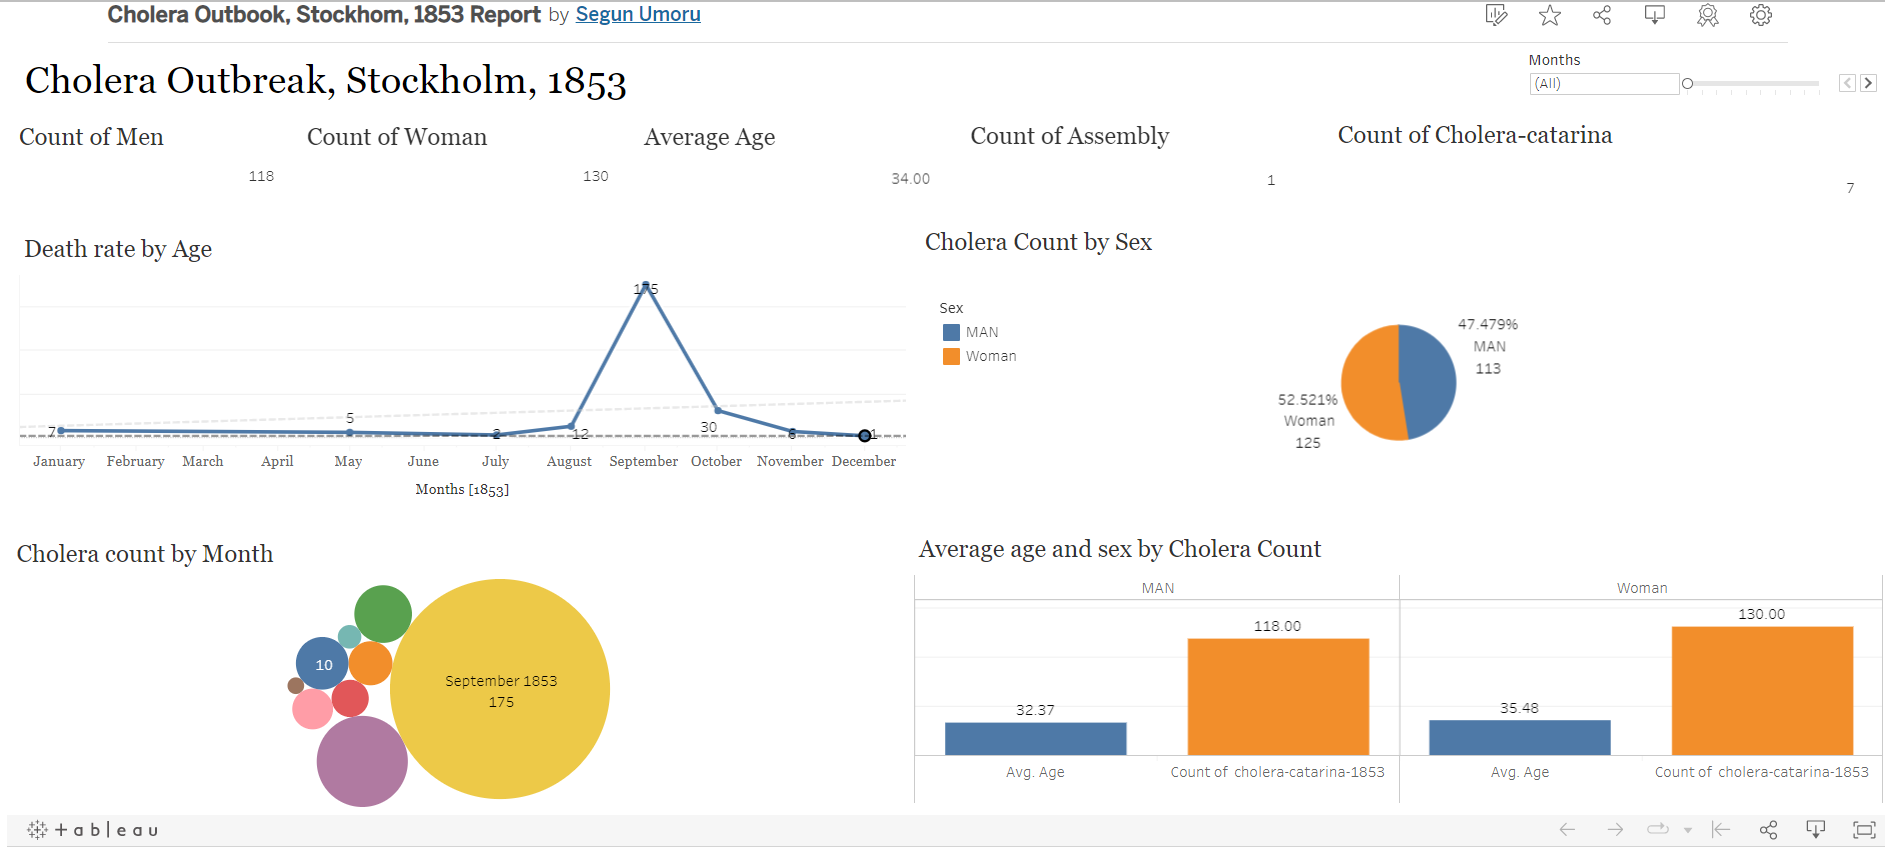 Cholera Outbook, Stockhom, 1853 Report by Segun Umoru
Cholera Outbreak, Stockholm, 1853
Months
(All)
Count of Men
118
Count of Woman
130
Average Age
34.00
Count of Assembly
1
Count of Cholera-catarina
7
Death rate by Age
7
5
2
12
175
30
6
1
January February March April May June July August September October November December
Months [1853]
Cholera Count by Sex
Sex
MAN
Woman
47.479%
MAN
113
52.521%
Woman
125
Cholera count by Month
10
September 1853
175
Average age and sex by Cholera Count
MAN Woman
32.37 118.00 35.48 130.00
Avg. Age Count of cholera-catarina-1853 Avg. Age Count of cholera-catarina-1853
+ a b l e a u